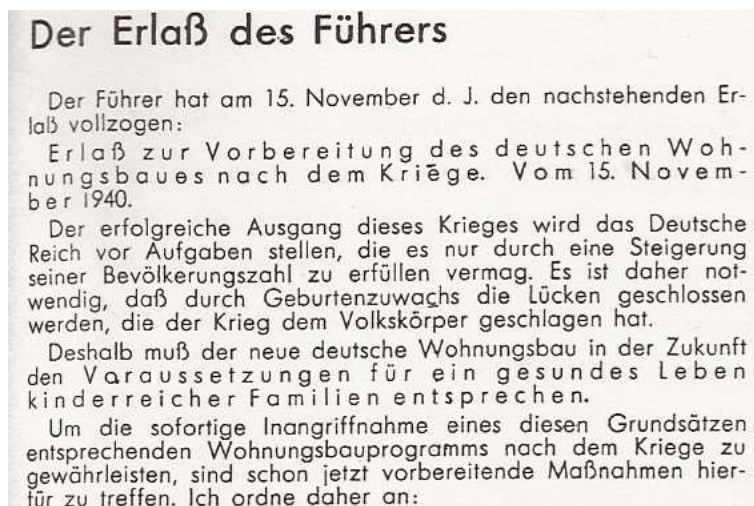 Der Erlaß des Führers
Der Führer hat am 15. November d. J. den nachstehenden Er-
laß vollzogen:
Erlaß zur Vorbereitung des deutschen Woh-
nungsbaues nach dem Kriege. Vom 15. Novem-
ber 1940.
Der erfolgreiche Ausgang dieses Krieges wird das Deutsche
Reich vor Aufgaben stellen, die es nur durch eine Steigerung
seiner Bevölkerungszahl zu erfüllen vermag. Es ist daher not-
wendig, daß durch Geburtenzuwachs die Lücken geschlossen
werden, die der Krieg dem Volkskörper geschlagen hat.
Deshalb muß der neue deutsche Wohnungsbau in der Zukunft
den Voraussetzungen für ein gesundes Leben
kinderreicher Familien entsprechen.
Um die sofortige Inangriffnahme eines diesen Grundsätzen
entsprechenden Wohnungsbauprogramms nach dem Kriege zu
gewährleisten, sind schon jetzt vorbereitende Maßnahmen hier-
für zu treffen. Ich ordne daher an: